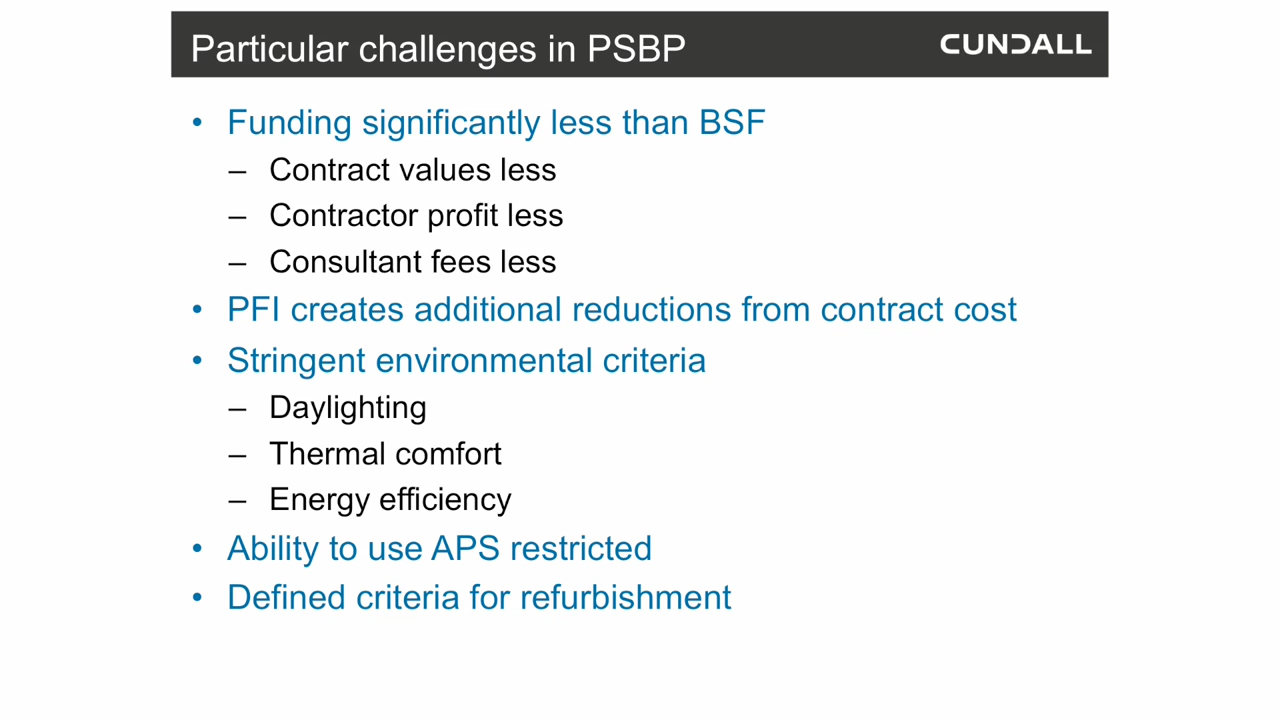 Particular challenges in PSBP
CUNDALL
• Funding significantly less than BSF
– Contract values less
– Contractor profit less
– Consultant fees less
• PFI creates additional reductions from contract cost
• Stringent environmental criteria
– Daylighting
– Thermal comfort
– Energy efficiency
• Ability to use APS restricted
• Defined criteria for refurbishment